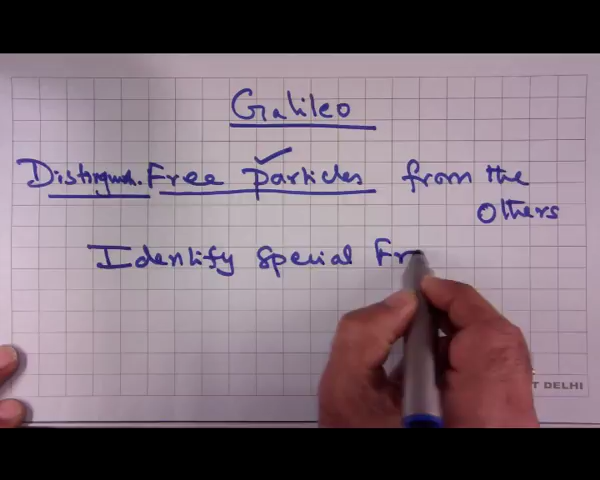 Galileo
Distinguish. Free particles from the
Others
Identify special Fr
T DELHI